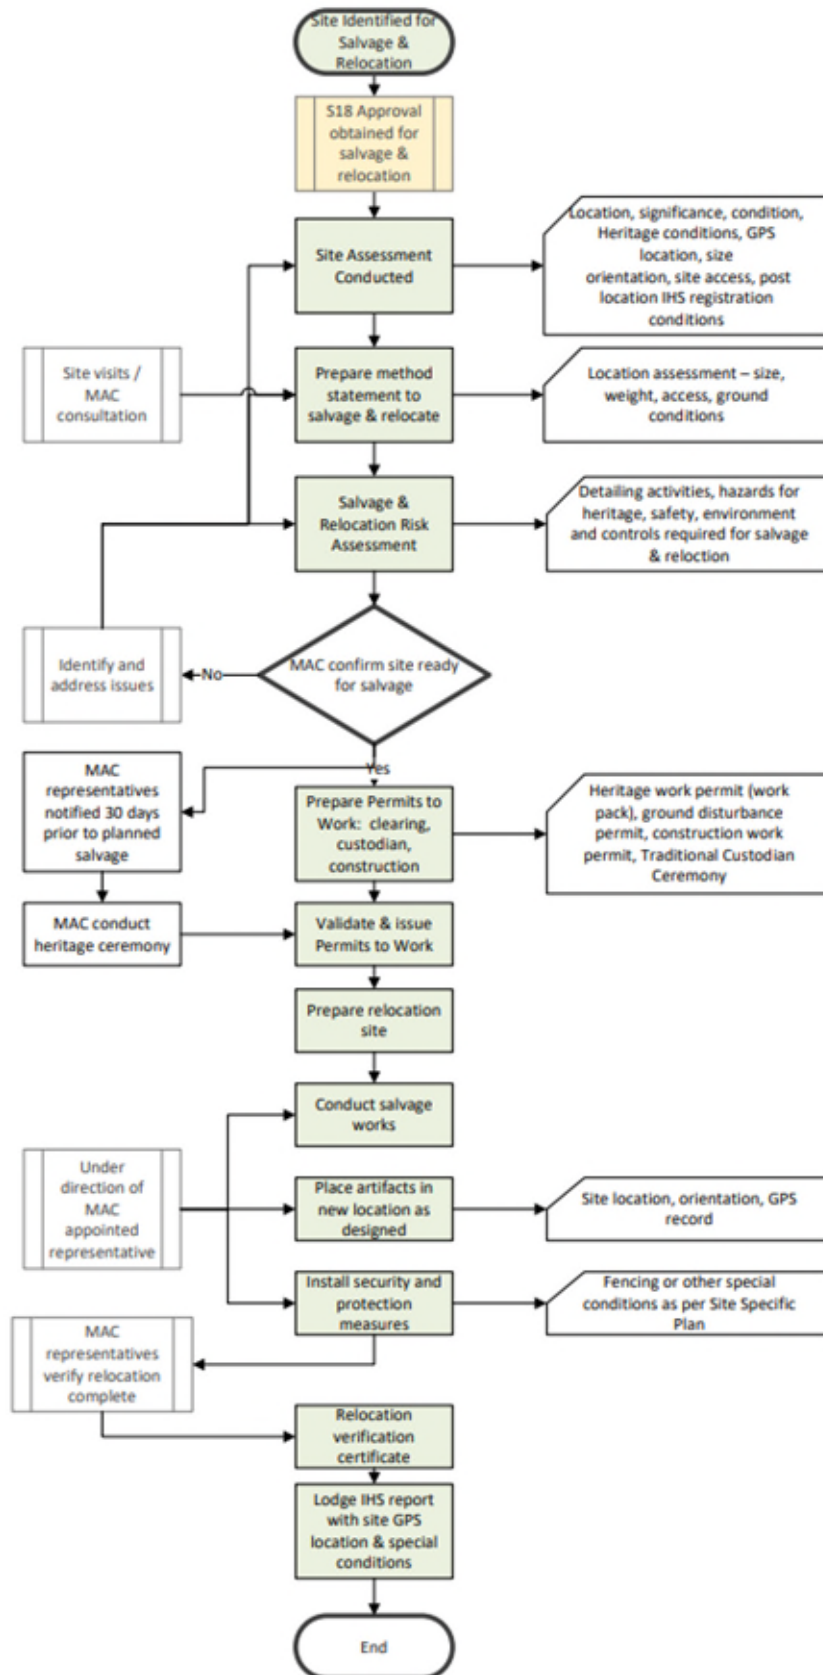 Site Identified for
Salvage &
Relocation
S18 Approval
obtained for
salvage &
relocation
Site Assessment
Conducted
Location, significance, condition,
Heritage conditions, GPS
location, size
orientation, site access, post
location IHS registration
conditions
Site visits /
MAC
consultation
Prepare method
statement to
salvage & relocate
Location assessment – size,
weight, access, ground
conditions
Salvage &
Relocation Risk
Assessment
Detailing activities, hazards for
heritage, safety, environment
and controls required for salvage
& reloction
Identify and
address issues
No
MAC confirm site ready
for salvage
Yes
MAC
representatives
notified 30 days
prior to planned
salvage
Prepare Permits to
Work: clearing,
custodian,
construction
Heritage work permit (work
pack), ground disturbance
permit, construction work
permit, Traditional Custodian
Ceremony
MAC conduct
heritage ceremony
Validate & issue
Permits to Work
Prepare relocation
site
Conduct salvage
works
Under
direction of
MAC
appointed
representative
Place artifacts in
new location as
designed
Site location, orientation, GPS
record
Install security and
protection
measures
Fencing or other special
conditions as per Site Specific
Plan
MAC
representatives
verify relocation
complete
Relocation
verification
certificate
Lodge IHS report
with site GPS
location & special
conditions
End